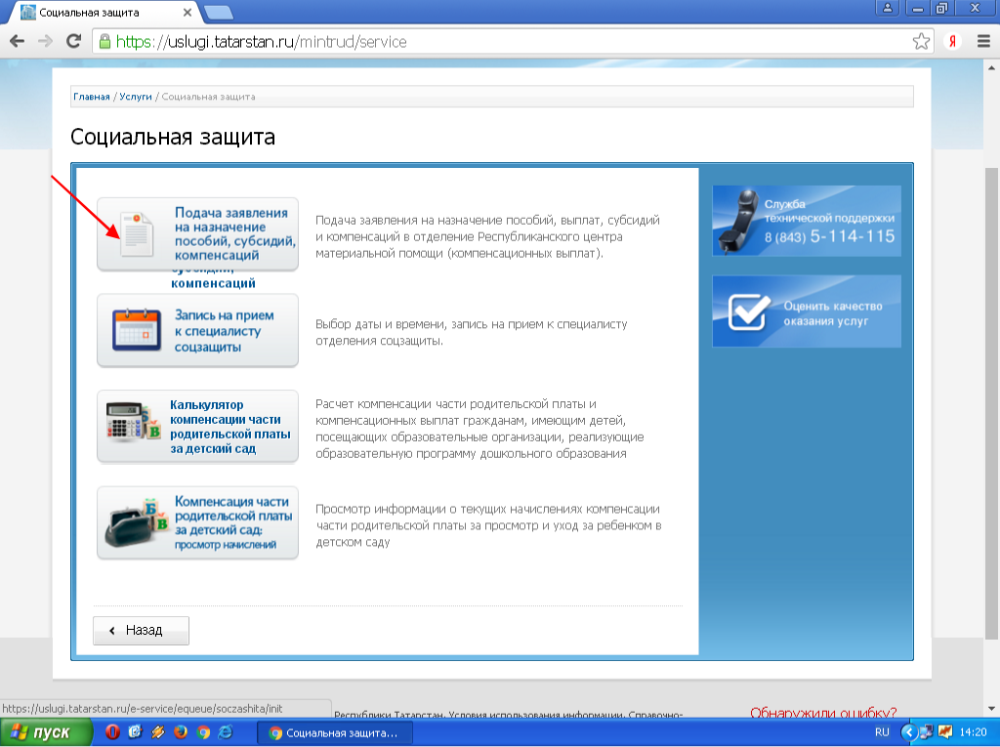 Социальная защита
https://uslugi.tatarstan.ru/mintrud/service
Я
Главная / Услуги / Социальная защита
Социальная защита
Подача заявления
на назначение
пособий, субсидий,
компенсаций
субсидий,
компенсаций
Подача заявления на назначение пособий, выплат, субсидий
и компенсаций в отделение Республиканского центра
материальной помощи (компенсационных выплат).
Запись на прием
к специалисту
соцзащиты
Выбор даты и времени, запись на прием к специалисту
отделения соцзащиты.
Калькулятор
компенсации части
родительской платы
за детский сад
Расчет компенсации части родительской платы и
компенсационных выплат гражданам, имеющим детей,
посещающих образовательные организации, реализующие
образовательную программу дошкольного образования
Компенсация части
родительской платы
за детский сад:
просмотр начислений
Просмотр информации о текущих начислениях компенсации
части родительской платы за просмотр и уход за ребенком в
детском саду
Назад
Служба
технической поддержки
8 (843) 5-114-115
Оценить качество
оказания услуг
https://uslugi.tatarstan.ru/e-service/equeue/soczashita/init
Республики Татарстан. Условия использования информации. Справочно-
Обнаружили ошибку?
пуск
Социальная защита...
RU
14:20